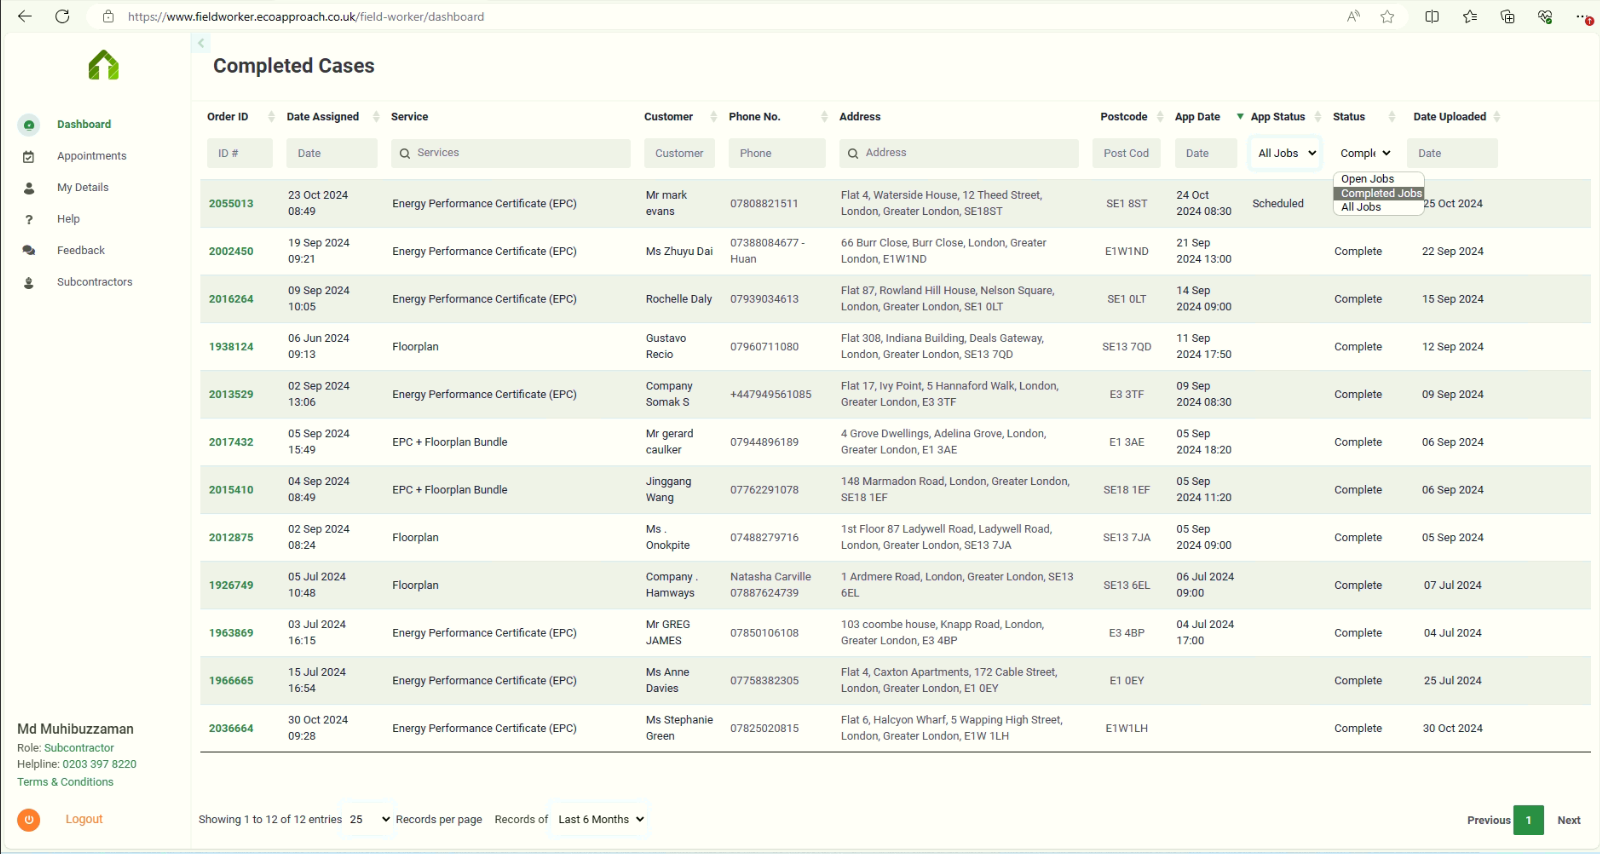 https://www.fieldworker.ecoapproach.co.uk/field-worker/dashboard
Completed Cases
Dashboard
Appointments
My Details
Help
Feedback
Subcontractors
Order ID Date Assigned Service Customer Phone No. Address Postcode App Date App Status Status Date Uploaded
ID # Date Services Customer Phone Address Post Cod Date All Jobs Comple Date
Open Jobs
Completed Jobs
All Jobs
23 Oct 2024 Mr mark Flat 4, Waterside House, 12 Theed Street, 24 Oct
2055013 Energy Performance Certificate (EPC) 07808821511 SE1 8ST Scheduled 25 Oct 2024
08:49 evans London, Greater London, SE18ST 2024 08:30
19 Sep 2024 07388084677 - 66 Burr Close, Burr Close, London, Greater 21 Sep
2002450 Energy Performance Certificate (EPC) Ms Zhuyu Dai E1W1ND Complete 22 Sep 2024
09:21 Huan London, E1W1ND 2024 13:00
09 Sep 2024 Flat 87, Rowland Hill House, Nelson Square, 14 Sep
2016264 Energy Performance Certificate (EPC) Rochelle Daly 07939034613 SE1 0LT Complete 15 Sep 2024
10:05 London, Greater London, SE1 0LT 2024 09:00
06 Jun 2024 Gustavo Flat 308, Indiana Building, Deals Gateway, 11 Sep
1938124 Floorplan 07960711080 SE13 7QD Complete 12 Sep 2024
09:13 Recio London, Greater London, SE13 7QD 2024 17:50
02 Sep 2024 Company Flat 17, Ivy Point, 5 Hannaford Walk, London, 09 Sep
2013529 Energy Performance Certificate (EPC) +447949561085 E3 3TF Complete 09 Sep 2024
13:06 Somak S Greater London, E3 3TF 2024 08:30
05 Sep 2024 Mr gerard 4 Grove Dwellings, Adelina Grove, London, 05 Sep
2017432 EPC + Floorplan Bundle 07944896189 E1 3AE Complete 06 Sep 2024
15:49 caulker Greater London, E1 3AE 2024 18:20
04 Sep 2024 Jinggang 148 Marmadon Road, London, Greater London, 05 Sep
2015410 EPC + Floorplan Bundle 07762291078 SE18 1EF Complete 06 Sep 2024
08:49 Wang SE18 1EF 2024 11:20
02 Sep 2024 Ms . 1st Floor 87 Ladywell Road, Ladywell Road, 05 Sep
2012875 Floorplan 07488279716 SE13 7JA Complete 05 Sep 2024
08:24 Onokpite London, Greater London, SE13 7JA 2024 09:00
05 Jul 2024 Company . Natasha Carville 1 Ardmere Road, London, Greater London, SE13 06 Jul 2024
1926749 Floorplan SE13 6EL Complete 07 Jul 2024
10:48 Hamways 07887624739 6EL 09:00
03 Jul 2024 Mr GREG 103 coombe house, Knapp Road, London, 04 Jul 2024
1963869 Energy Performance Certificate (EPC) 07850106108 E3 4BP Complete 04 Jul 2024
16:15 JAMES Greater London, E3 4BP 17:00
15 Jul 2024 Ms Anne Flat 4, Caxton Apartments, 172 Cable Street,
1966665 Energy Performance Certificate (EPC) 07758382305 E1 0EY Complete 25 Jul 2024
16:54 Davies London, Greater London, E1 0EY
30 Oct 2024 Ms Stephanie Flat 6, Halcyon Wharf, 5 Wapping High Street,
2036664 Energy Performance Certificate (EPC) 07825020815 E1W1LH Complete 30 Oct 2024
09:28 Green London, Greater London, E1W 1LH
Md Muhibuzzaman
Role: Subcontractor
Helpline: 0203 397 8220
Terms & Conditions
Logout
Showing 1 to 12 of 12 entries 25 Records per page Records of Last 6 Months Previous 1 Next